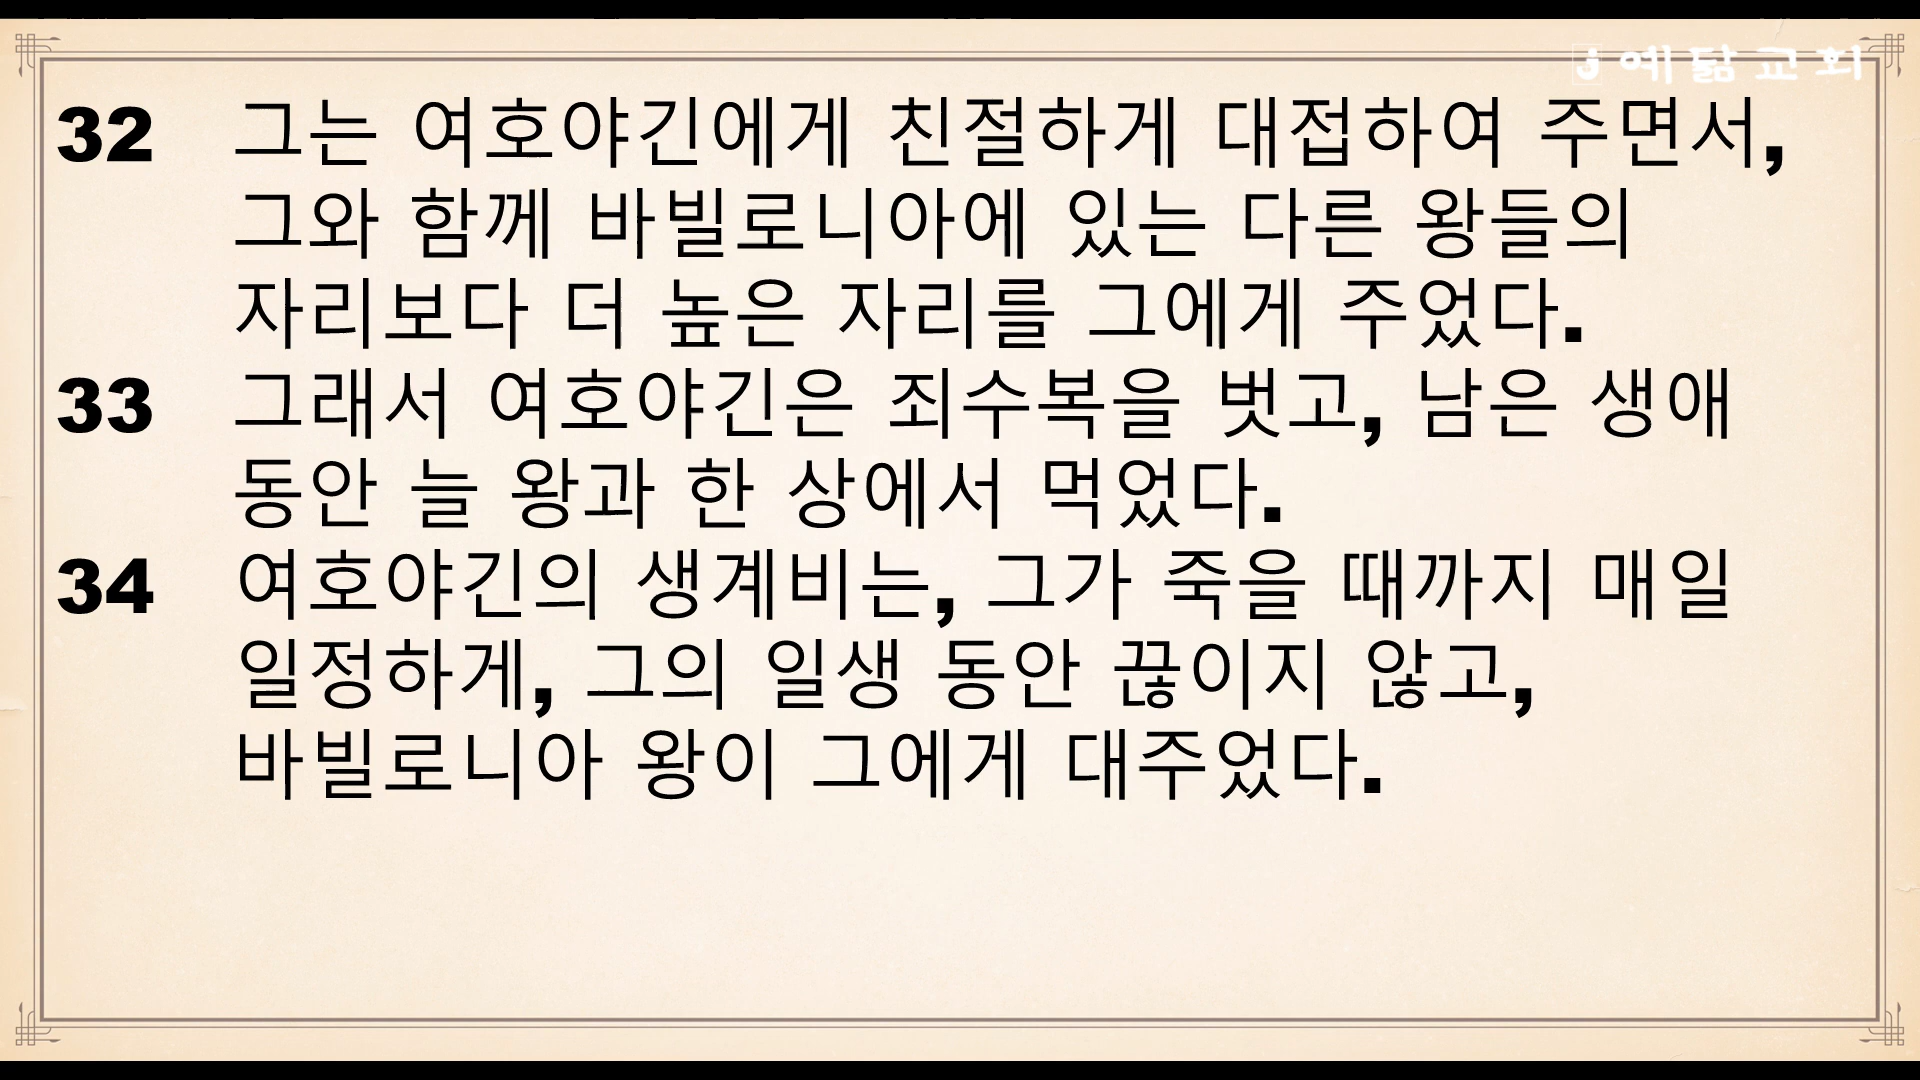 예닮교회
32 그는 여호야긴에게 친절하게 대접하여 주면서,
그와 함께 바빌로니아에 있는 다른 왕들의
자리보다 더 높은 자리를 그에게 주었다.
33 그래서 여호야긴은 죄수복을 벗고, 남은 생애
동안 늘 왕과 한 상에서 먹었다.
34 여호야긴의 생계비는, 그가 죽을 때까지 매일
일정하게, 그의 일생 동안 끊이지 않고,
바빌로니아 왕이 그에게 대주었다.